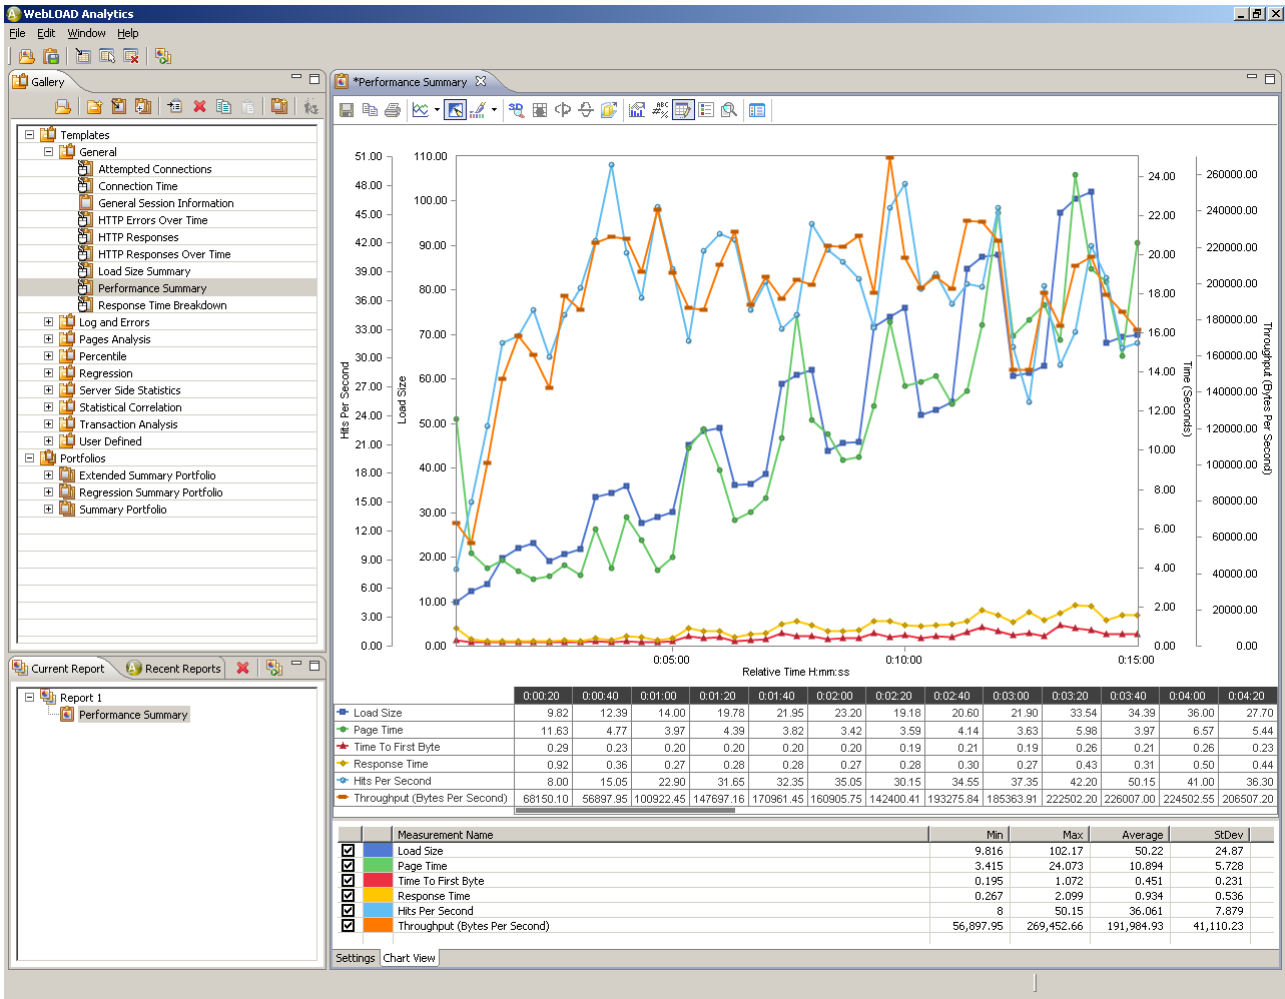 WebLOAD Analytics
File Edit Window Help
Gallery
Templates
General
Attempted Connections
Connection Time
General Session Information
HTTP Errors Over Time
HTTP Responses
HTTP Responses Over Time
Load Size Summary
Performance Summary
Response Time Breakdown
Log and Errors
Pages Analysis
Percentile
Regression
Server Side Statistics
Statistical Correlation
Transaction Analysis
User Defined
Portfolios
Extended Summary Portfolio
Regression Summary Portfolio
Summary Portfolio
Current Report Recent Reports
Report 1
Performance Summary
*Performance Summary
3D ABC #%
Hits Per Second
51.00
48.00
45.00
42.00
39.00
36.00
33.00
30.00
27.00
24.00
21.00
18.00
15.00
12.00
9.00
6.00
3.00
0.00
Load Size
110.00
100.00
90.00
80.00
70.00
60.00
50.00
40.00
30.00
20.00
10.00
0.00
24.00
22.00
20.00
18.00
16.00
14.00
12.00
10.00
8.00
6.00
4.00
2.00
0.00
Time (Seconds)
260000.00
240000.00
220000.00
200000.00
180000.00
160000.00
140000.00
120000.00
100000.00
80000.00
60000.00
40000.00
20000.00
0.00
Throughput (Bytes Per Second)
0:05:00 0:10:00 0:15:00
Relative Time H:mm:ss
0:00:20 0:00:40 0:01:00 0:01:20 0:01:40 0:02:00 0:02:20 0:02:40 0:03:00 0:03:20 0:03:40 0:04:00 0:04:20
Load Size 9.82 12.39 14.00 19.78 21.95 23.20 19.18 20.60 21.90 33.54 34.39 36.00 27.70
Page Time 11.63 4.77 3.97 4.39 3.82 3.42 3.59 4.14 3.63 5.98 3.97 6.57 5.44
Time To First Byte 0.29 0.23 0.20 0.20 0.20 0.20 0.19 0.21 0.19 0.26 0.21 0.26 0.23
Response Time 0.92 0.36 0.27 0.28 0.28 0.27 0.28 0.30 0.27 0.43 0.31 0.50 0.44
Hits Per Second 8.00 15.05 22.90 31.65 32.35 35.05 30.15 34.55 37.35 42.20 50.15 41.00 36.30
Throughput (Bytes Per Second) 68150.10 56897.95 100922.45 147697.16 170961.45 160905.75 142400.41 193275.84 185363.91 222502.20 226007.00 224502.55 206507.20
Measurement Name Min Max Average StDev
Load Size 9.816 102.17 50.22 24.87
Page Time 3.415 24.073 10.894 5.728
Time To First Byte 0.195 1.072 0.451 0.231
Response Time 0.267 2.099 0.934 0.536
Hits Per Second 8 50.15 36.061 7.879
Throughput (Bytes Per Second) 56,897.95 269,452.66 191,984.93 41,110.23
Settings Chart View